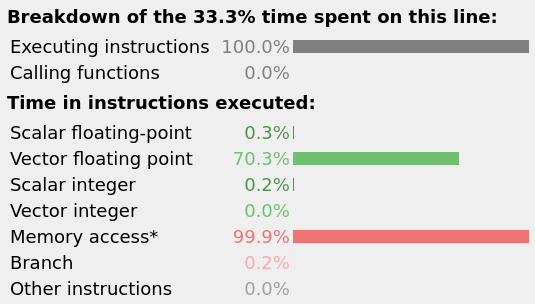 Breakdown of the 33.3% time spent on this line:
Executing instructions 100.0%
Calling functions 0.0%
Time in instructions executed:
Scalar floating-point 0.3%
Vector floating point 70.3%
Scalar integer 0.2%
Vector integer 0.0%
Memory access* 99.9%
Branch 0.2%
Other instructions 0.0%